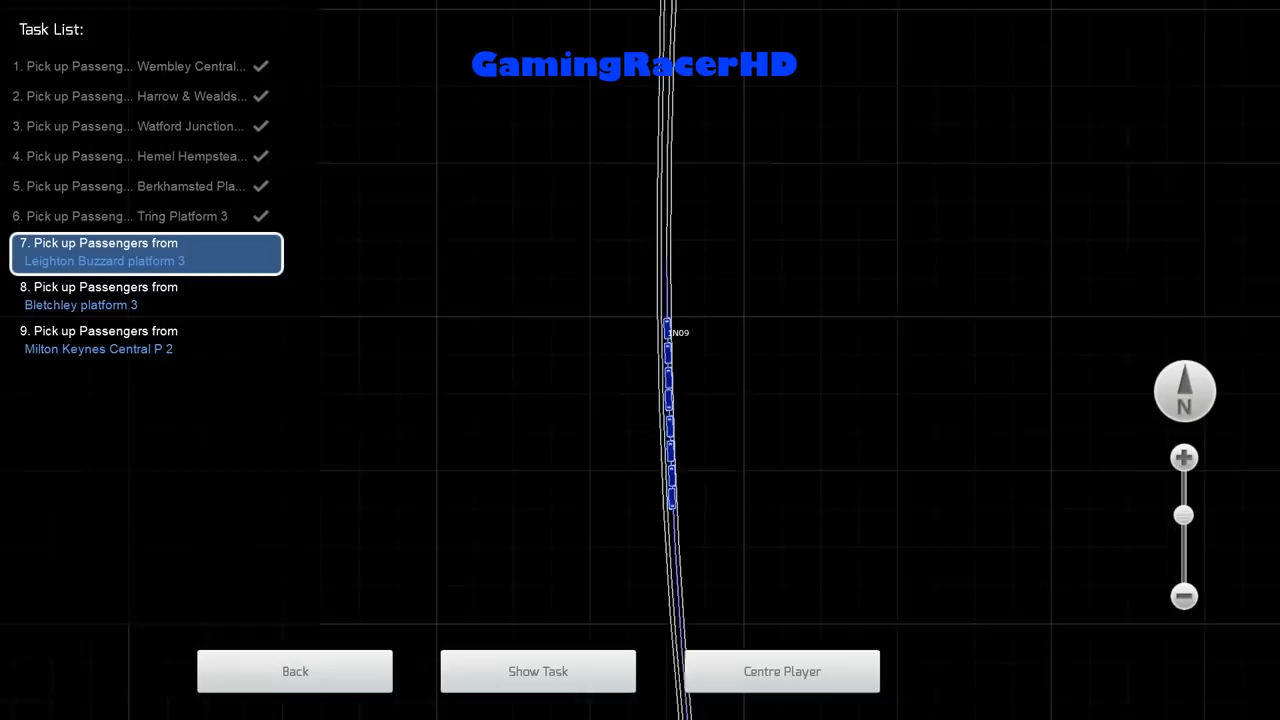 Task List:
GamingRacerHD
1. Pick up Passeng... Wembley Central...
2. Pick up Passeng... Harrow & Wealds...
3. Pick up Passeng... Watford Junction...
4. Pick up Passeng... Hemel Hempstea...
5. Pick up Passeng... Berkhamsted Pla...
6. Pick up Passeng... Tring Platform 3
7. Pick up Passengers from
Leighton Buzzard platform 3
8. Pick up Passengers from
Bletchley platform 3
9. Pick up Passengers from
Milton Keynes Central P 2
1N09
N
Back
Show Task
Centre Player